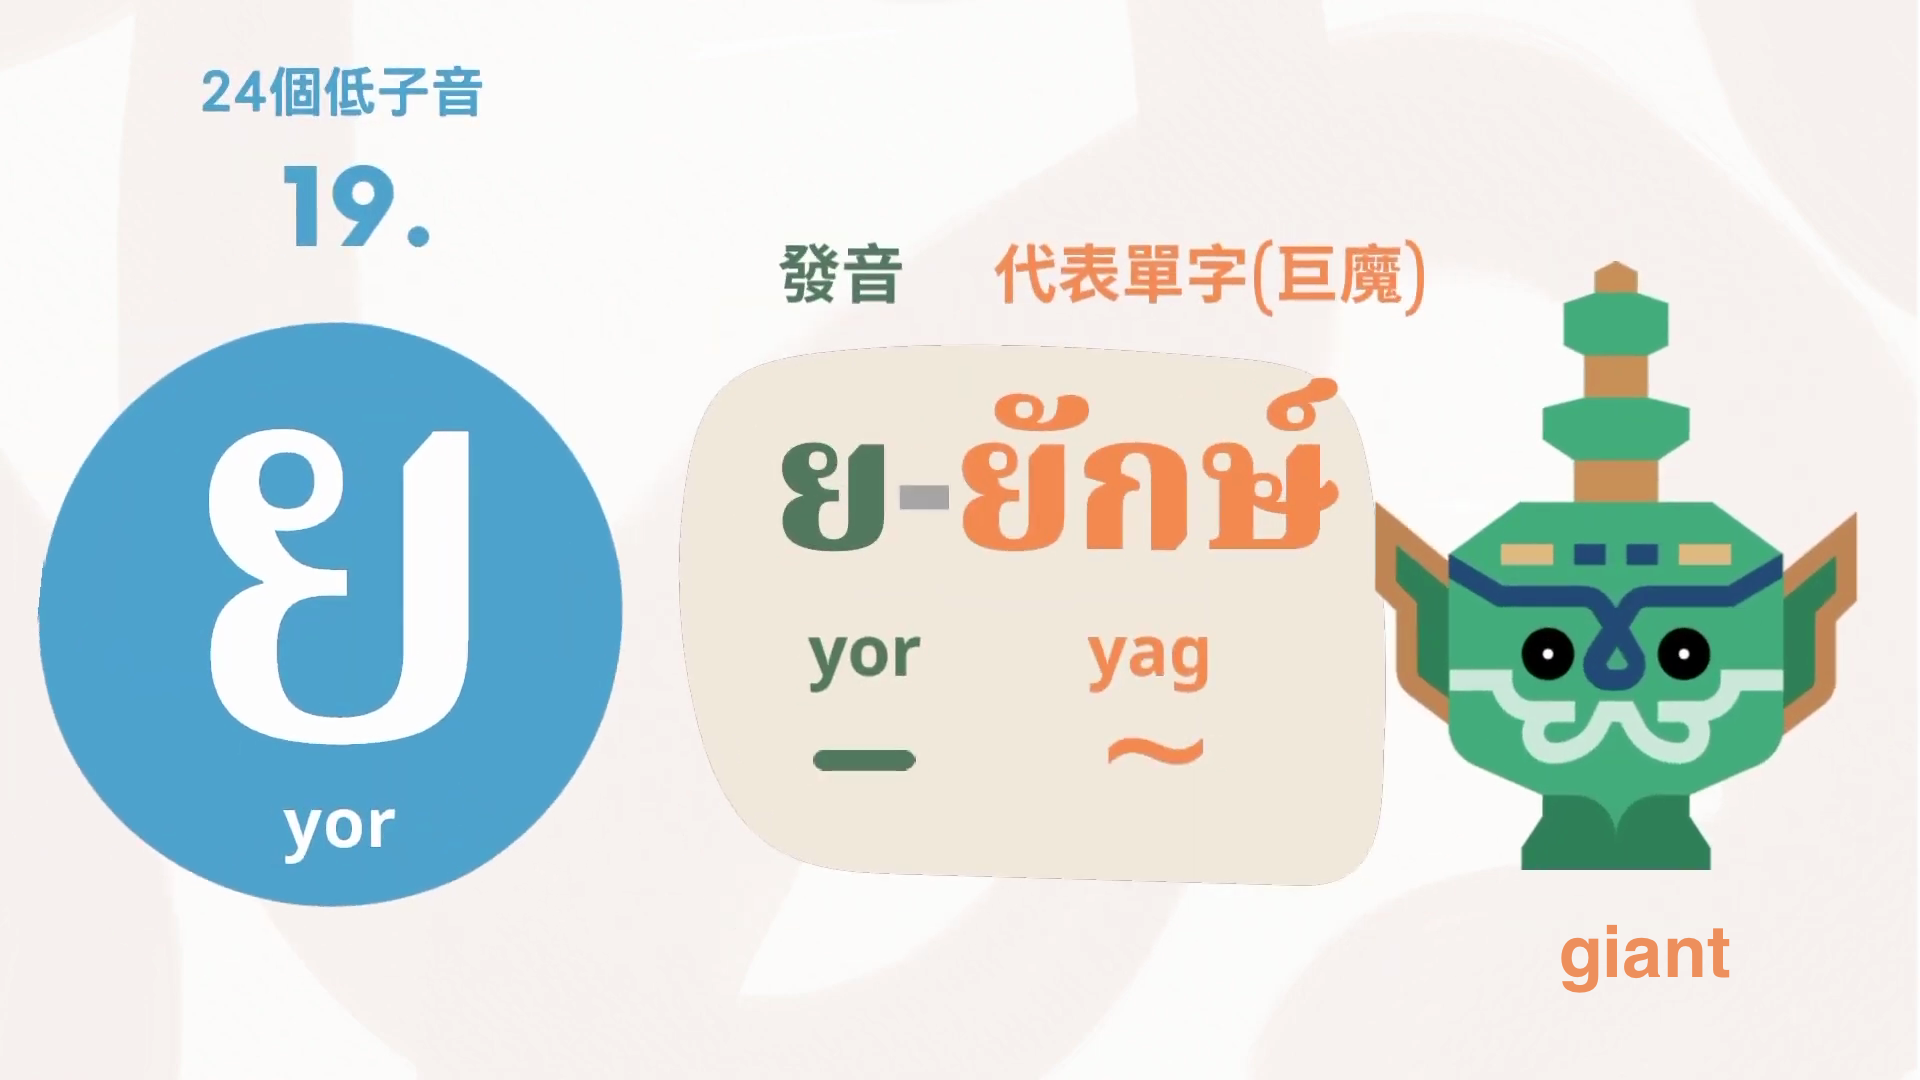 24個低子音
19.
ย
yor
發音 代表單字(巨魔)
ย-ยักษ์
yor yag
– ~
giant